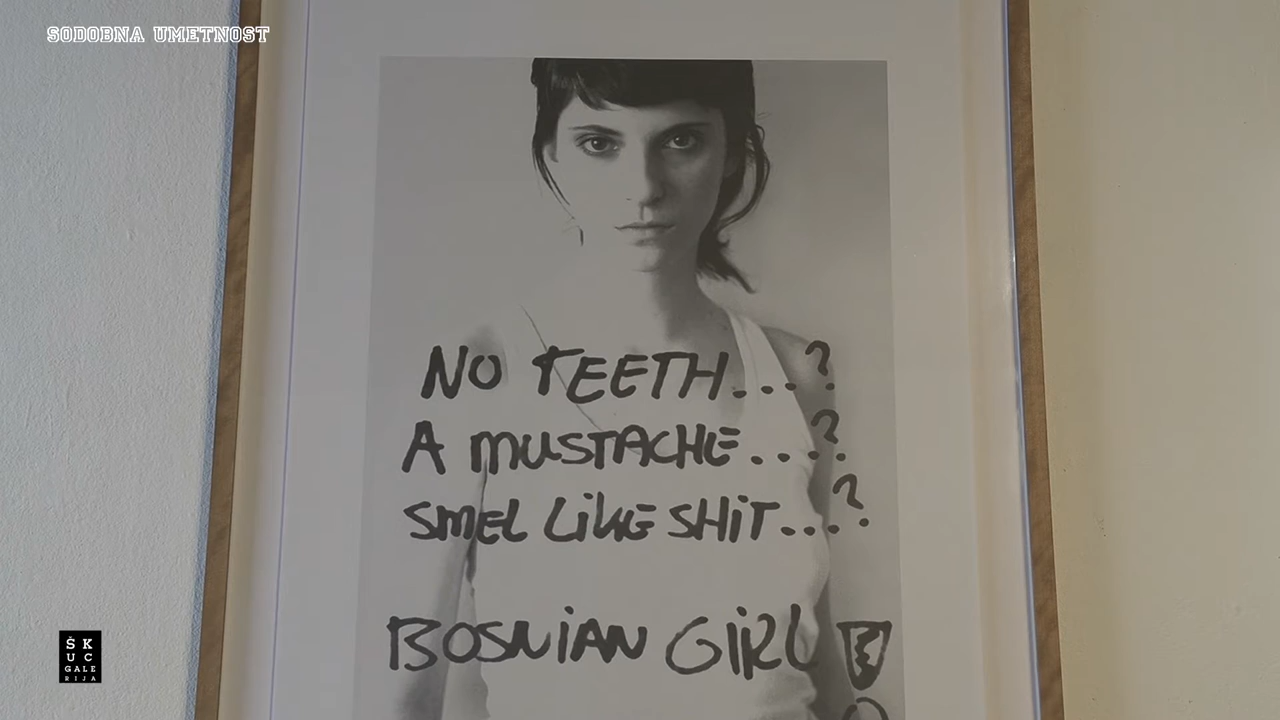 SODOBNA UMETNOST
NO TEETH...?
A MUSTACHE...?
SMEL LIKE SHIT...?
BOSNIAN GIRL!
ŠK
UC
GALE
RIJA